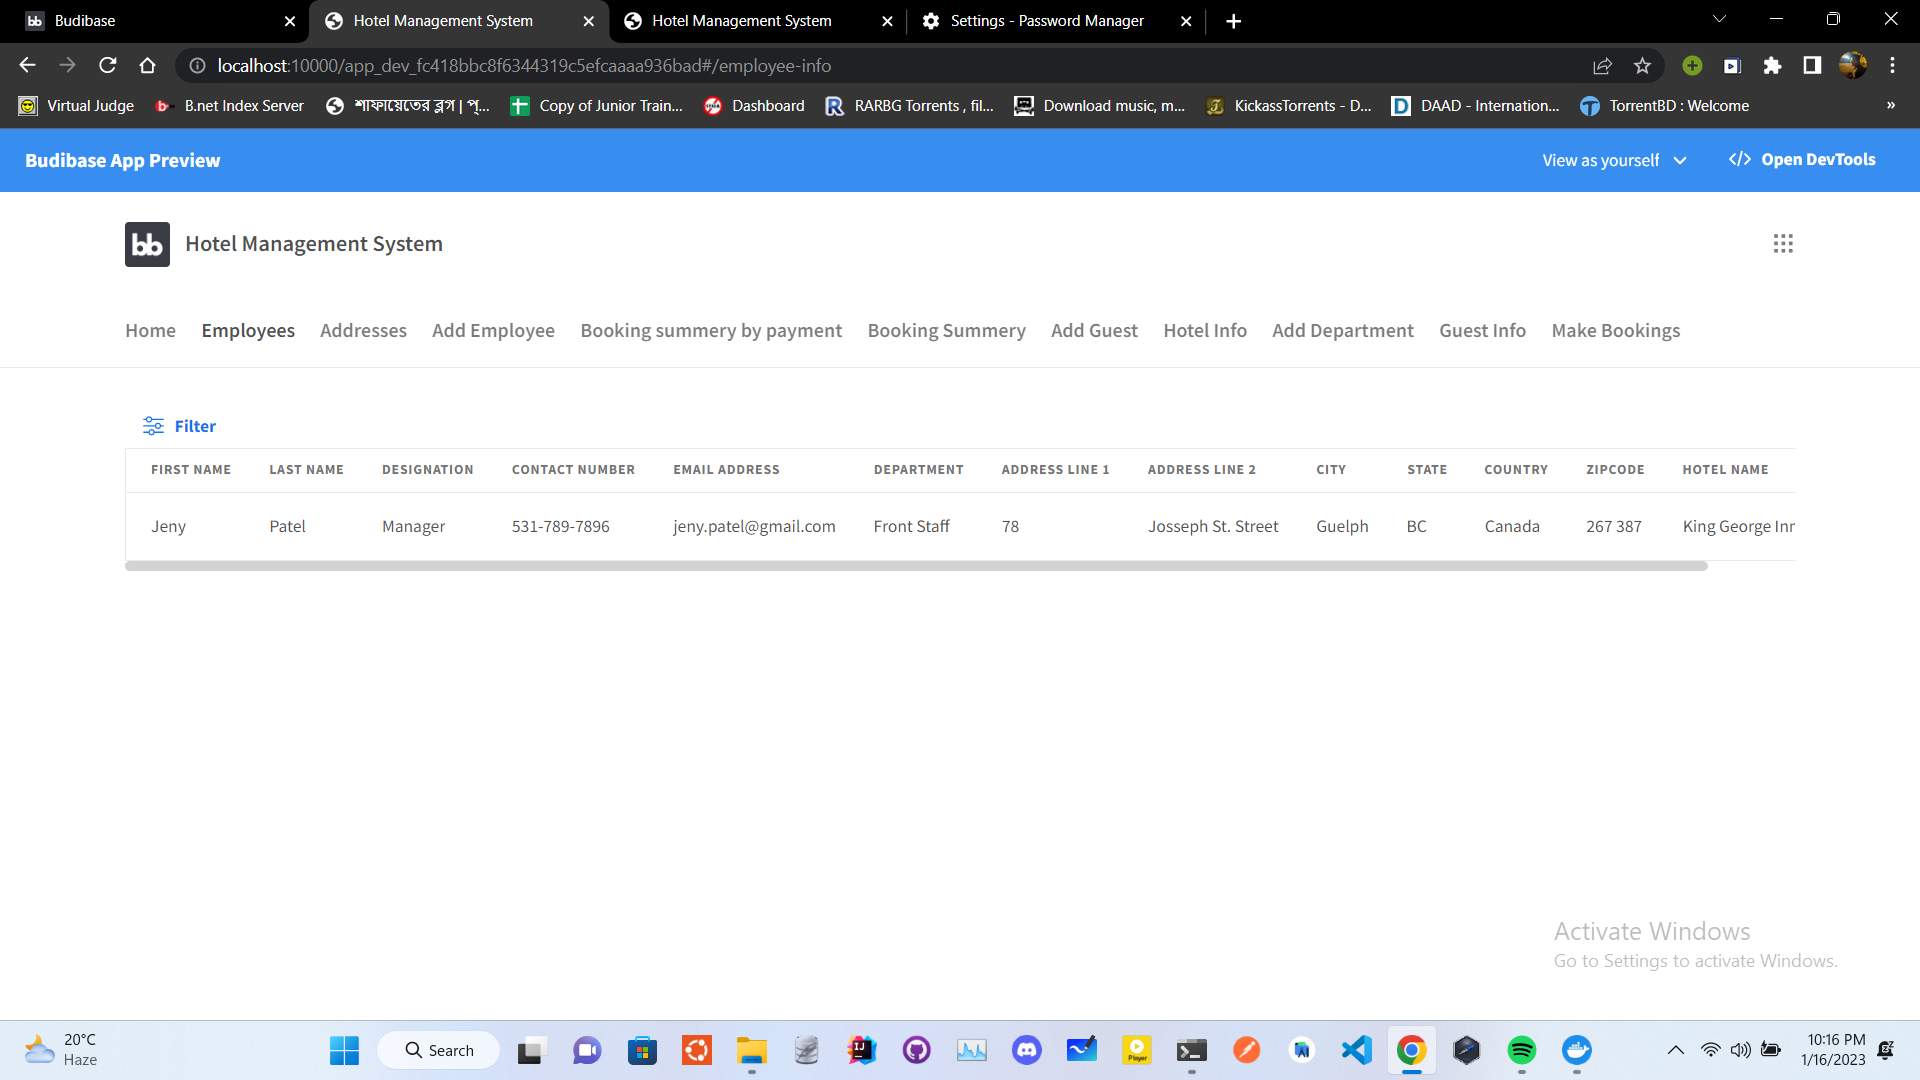 Budibase
Hotel Management System
Hotel Management System
Settings - Password Manager
localhost:10000/app_dev_fc418bbc8f6344319c5efcaaaa936bad#/employee-info
Virtual Judge
B.net Index Server
শাফায়েতের ব্লগ | প্...
Copy of Junior Train...
Dashboard
RARBG Torrents , fil...
Download music, m...
KickassTorrents - D...
DAAD - Internation...
TorrentBD : Welcome
»
Budibase App Preview
View as yourself
</> Open DevTools
bb Hotel Management System
Home Employees Addresses Add Employee Booking summery by payment Booking Summery Add Guest Hotel Info Add Department Guest Info Make Bookings
Filter
FIRST NAME LAST NAME DESIGNATION CONTACT NUMBER EMAIL ADDRESS DEPARTMENT ADDRESS LINE 1 ADDRESS LINE 2 CITY STATE COUNTRY ZIPCODE HOTEL NAME
Jeny Patel Manager 531-789-7896 jeny.patel@gmail.com Front Staff 78 Josseph St. Street Guelph BC Canada 267 387 King George Inn
Activate Windows
Go to Settings to activate Windows.
20°C
Haze
Search
Player
10:16 PM
1/16/2023